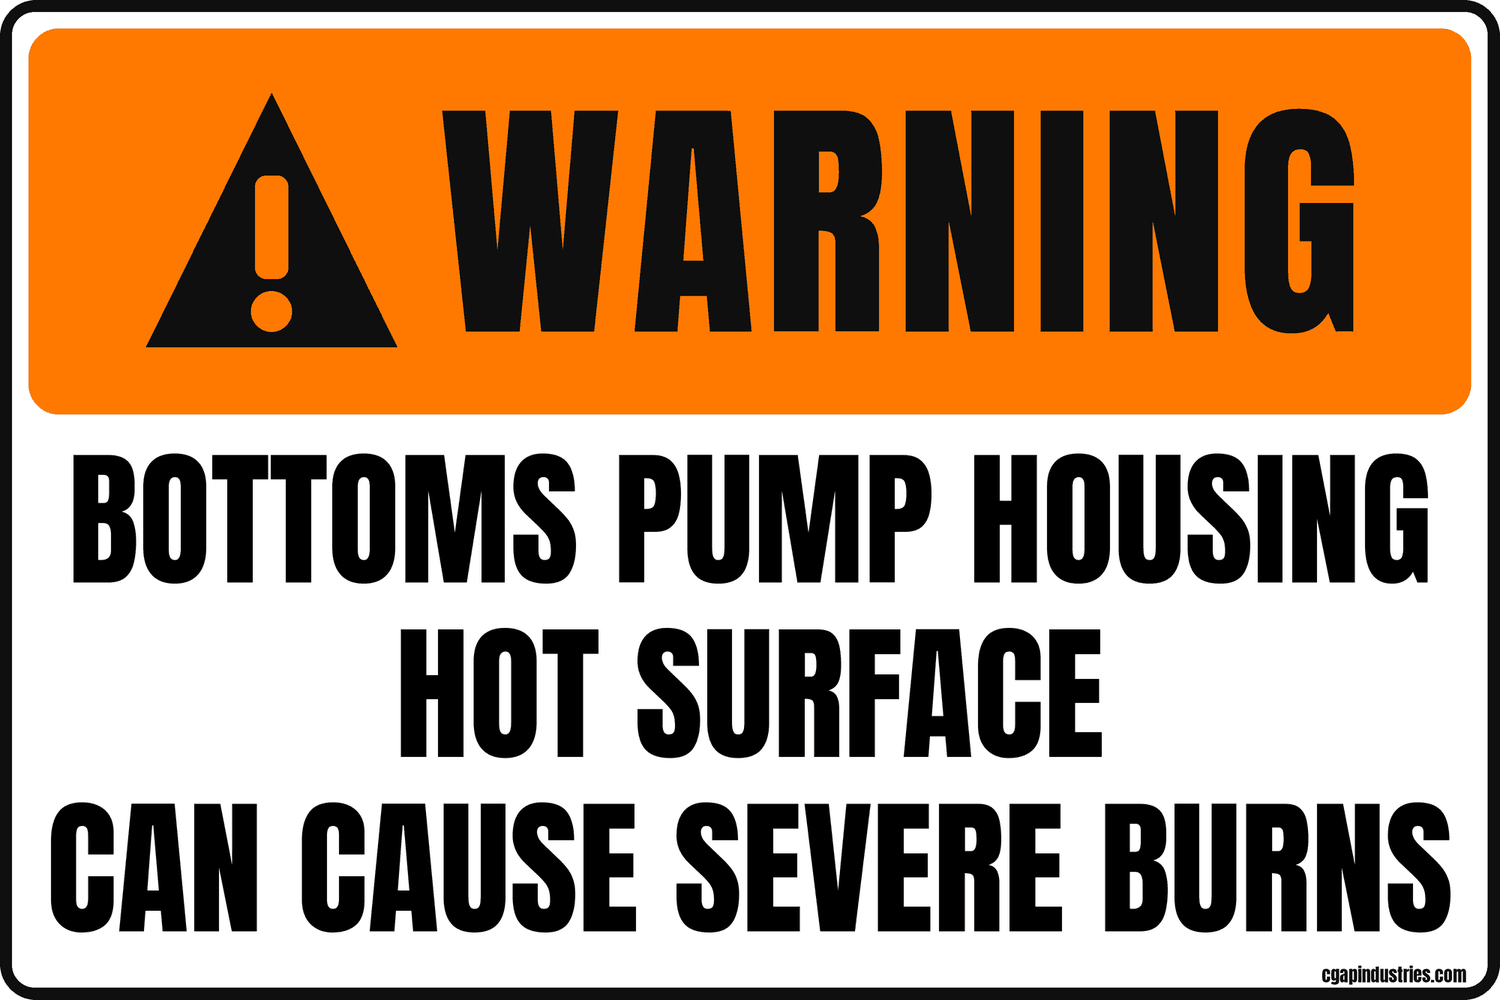 WARNING
BOTTOMS PUMP HOUSING
HOT SURFACE
CAN CAUSE SEVERE BURNS
cgapindustries.com